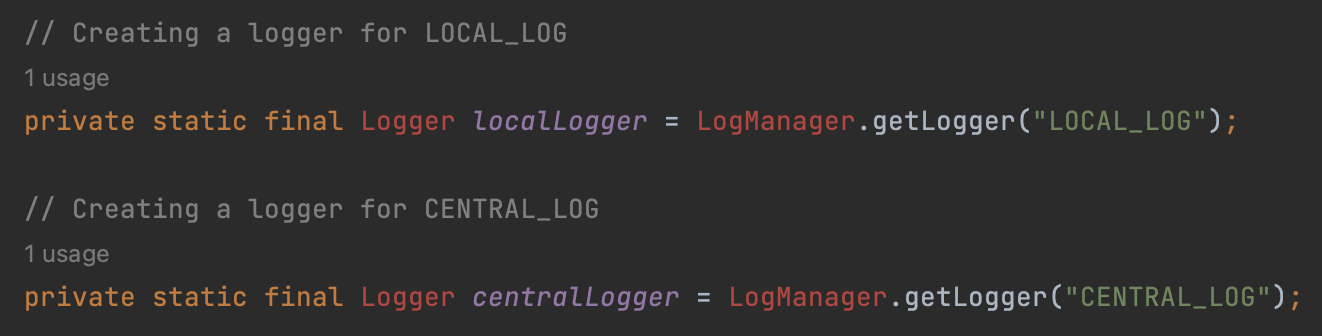 // Creating a logger for LOCAL_LOG
1 usage
private static final Logger localLogger = LogManager.getLogger("LOCAL_LOG");
// Creating a logger for CENTRAL_LOG
1 usage
private static final Logger centralLogger = LogManager.getLogger("CENTRAL_LOG");